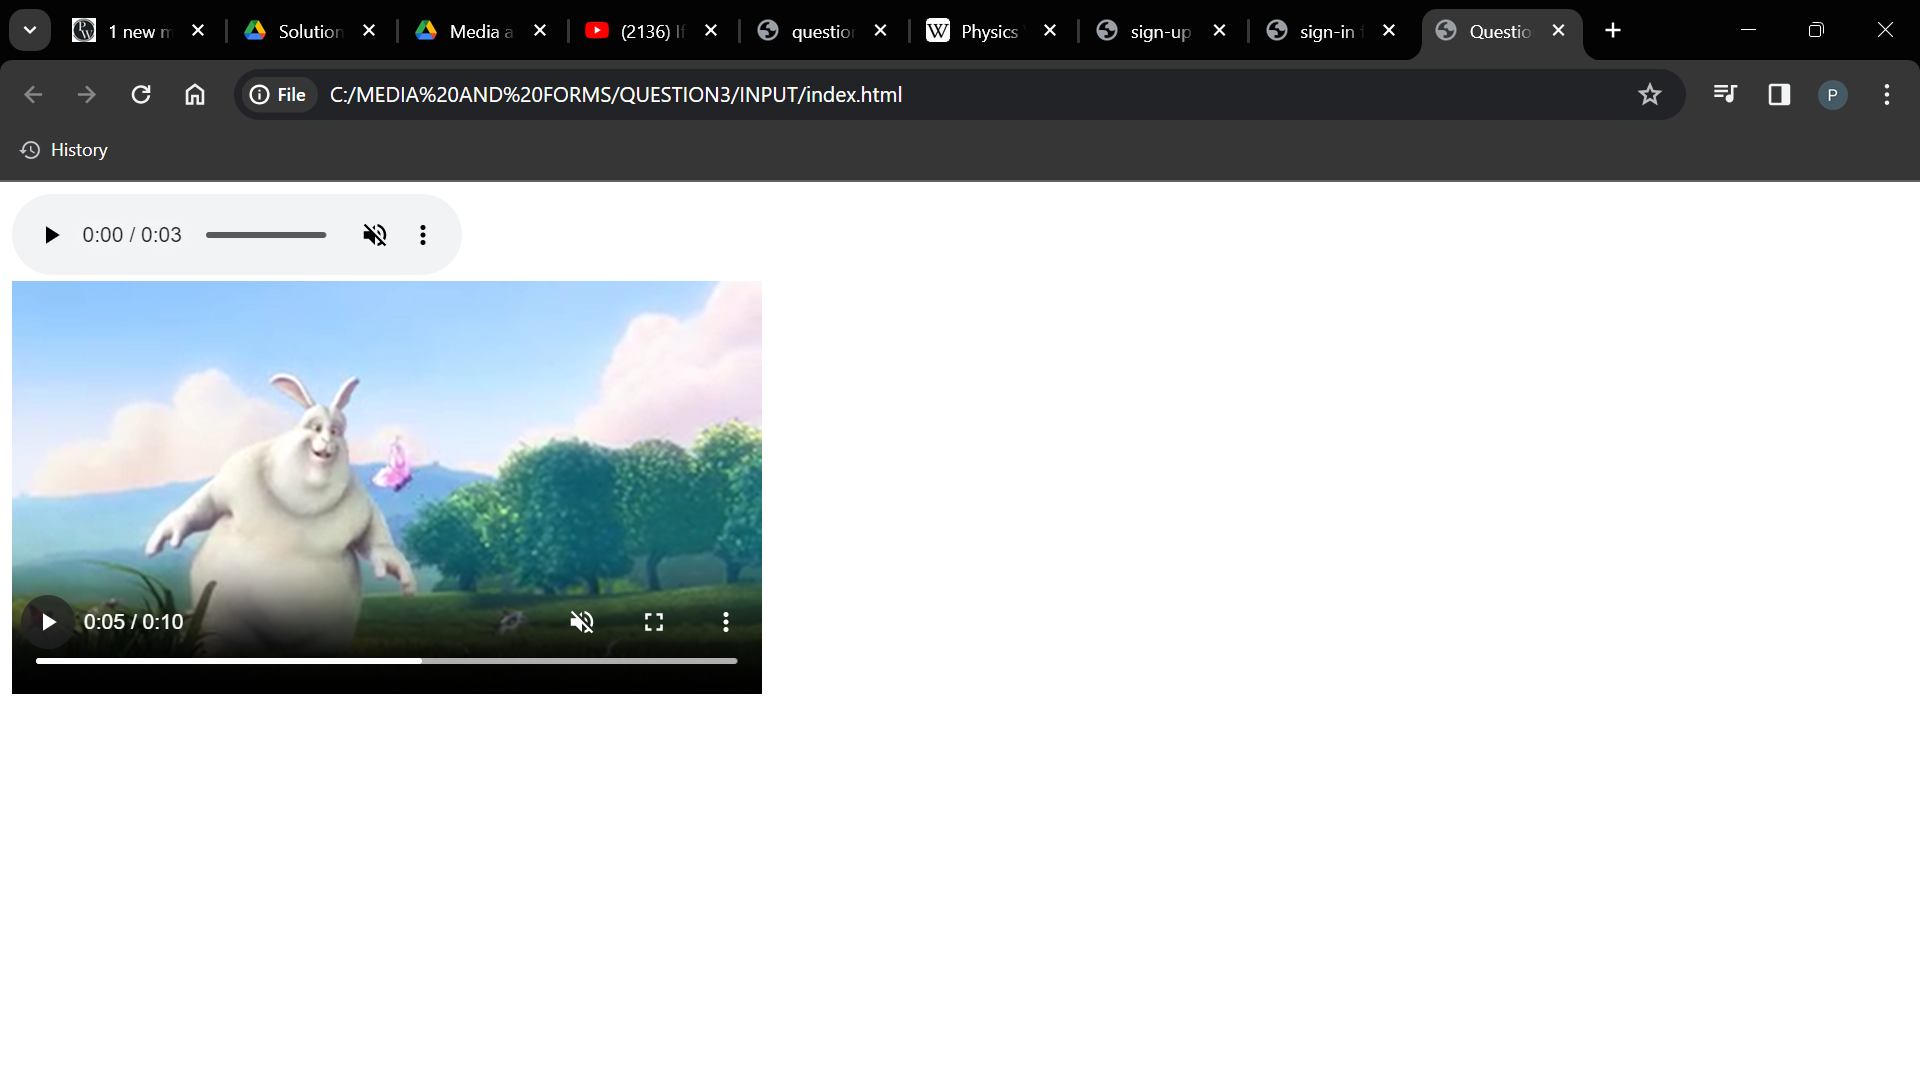 1 new m Solution Media a (2136) If question Physics sign-up sign-in Questio
File C:/MEDIA%20AND%20FORMS/QUESTION3/INPUT/index.html P
History
0:00 / 0:03
0:05 / 0:10